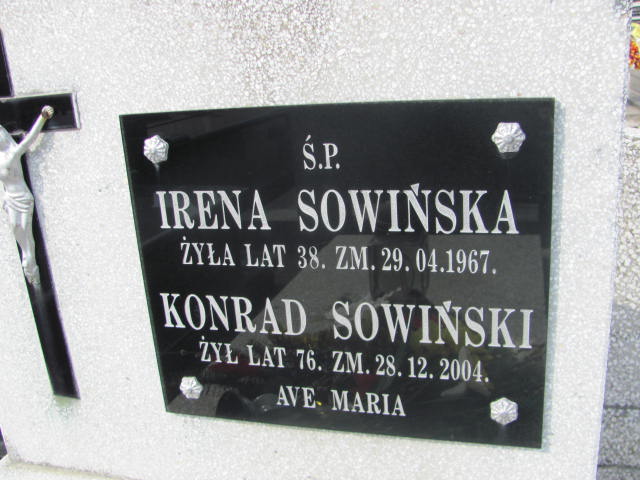 Ś.P.
IRENA SOWIŃSKA
ŻYŁA LAT 38. ZM. 29.04.1967.
KONRAD SOWIŃSKI
ŻYŁ LAT 76. ZM. 28.12.2004.
AVE MARIA